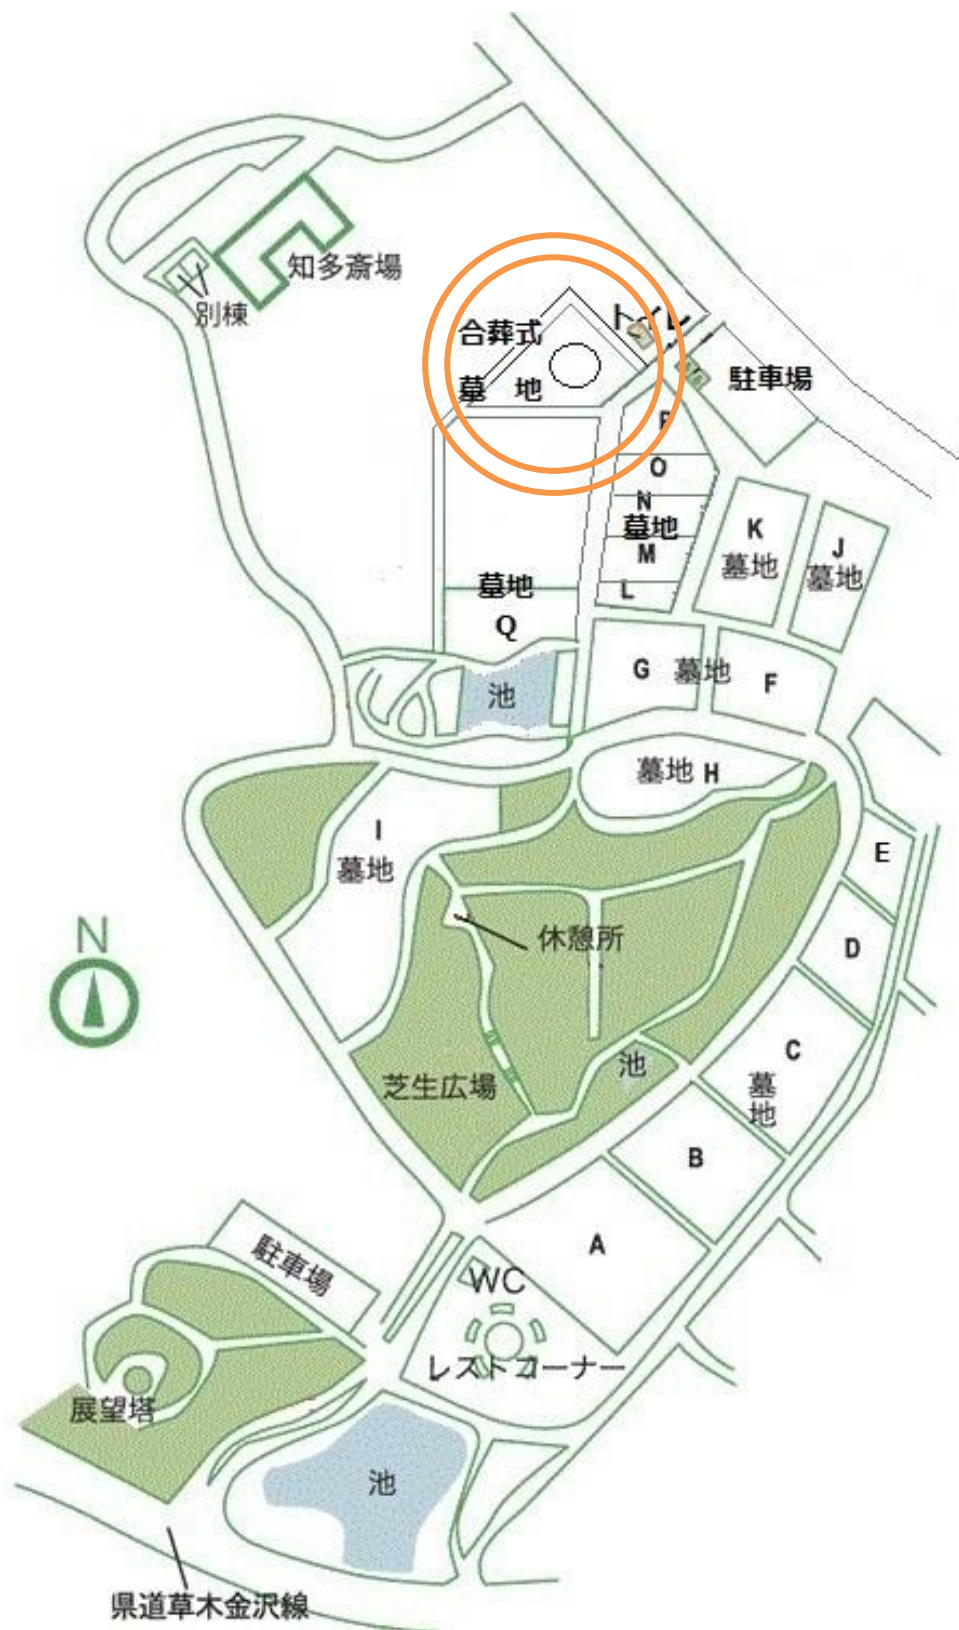 知多斎場
別棟
合葬式
墓 地
トイレ
駐車場
P
O
N
墓地
M
L
K
墓地
J
墓地
墓地
Q
G 墓地 F
池
墓地 H
I
墓地
E
N
休憩所
D
C
墓地
池
芝生広場
B
A
駐車場
WC
レストコーナー
展望塔
池
県道草木金沢線